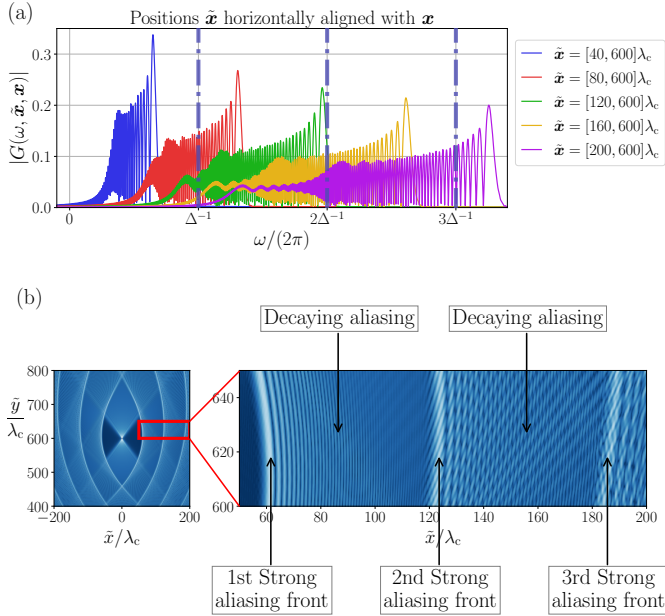 (a)
Positions x̃ horizontally aligned with x
|G(ω, x̃, x)|
0.3
0.2
0.1
0.0
0
Δ⁻¹
2Δ⁻¹
3Δ⁻¹
ω/(2π)
x̃ = [40, 600]λc
x̃ = [80, 600]λc
x̃ = [120, 600]λc
x̃ = [160, 600]λc
x̃ = [200, 600]λc
(b)
Decaying aliasing
Decaying aliasing
ỹ/λc
800
700
600
500
400
−200
0
200
x̃/λc
640
620
600
60
80
100
120
140
160
180
200
x̃/λc
1st Strong
aliasing front
2nd Strong
aliasing front
3rd Strong
aliasing front